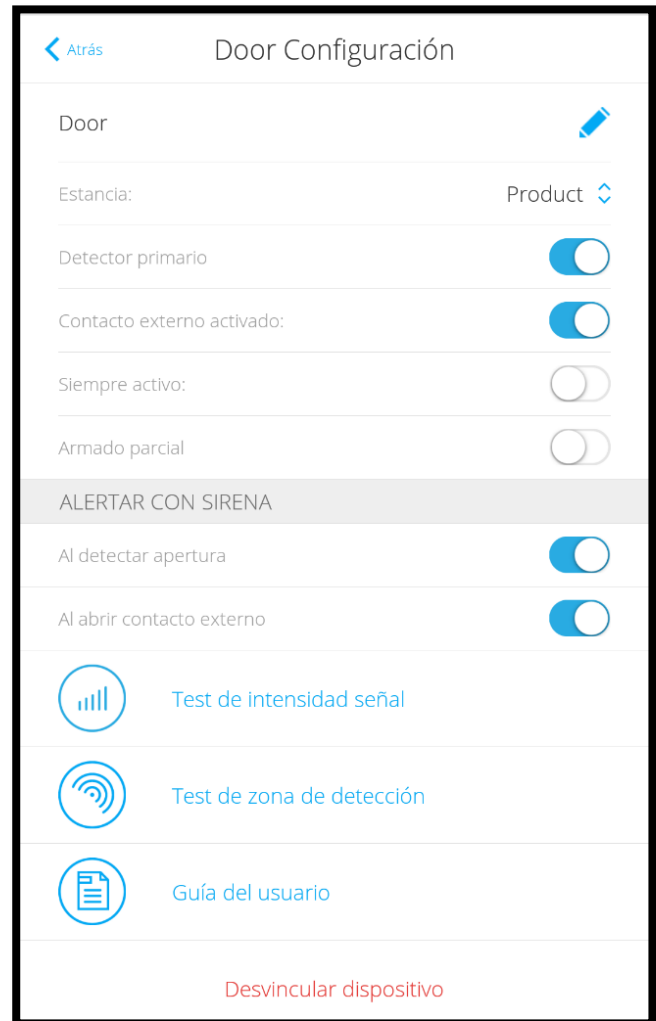 Atrás
Door Configuración
Door
Estancia:
Product
Detector primario
Contacto externo activado:
Siempre activo:
Armado parcial
ALERTAR CON SIRENA
Al detectar apertura
Al abrir contacto externo
Test de intensidad señal
Test de zona de detección
Guía del usuario
Desvincular dispositivo